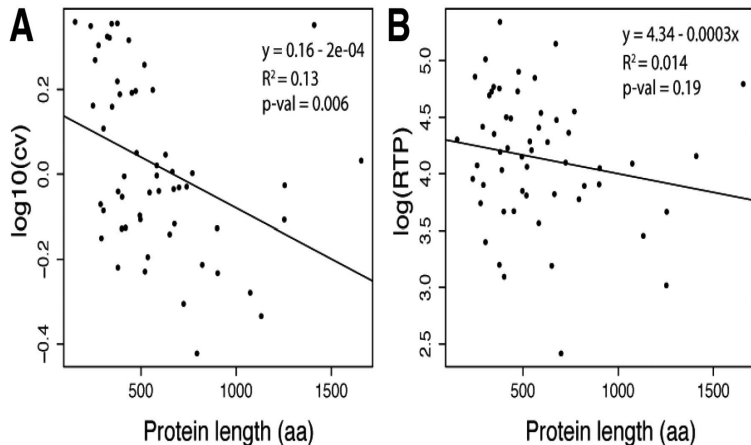 A
y = 0.16 - 2e-04
R² = 0.13
p-val = 0.006
log10(cv)
0.2
0.0
−0.2
−0.4
500
1000
1500
Protein length (aa)
B
y = 4.34 - 0.0003x
R² = 0.014
p-val = 0.19
log(RTP)
5.0
4.5
4.0
3.5
3.0
2.5
500
1000
1500
Protein length (aa)